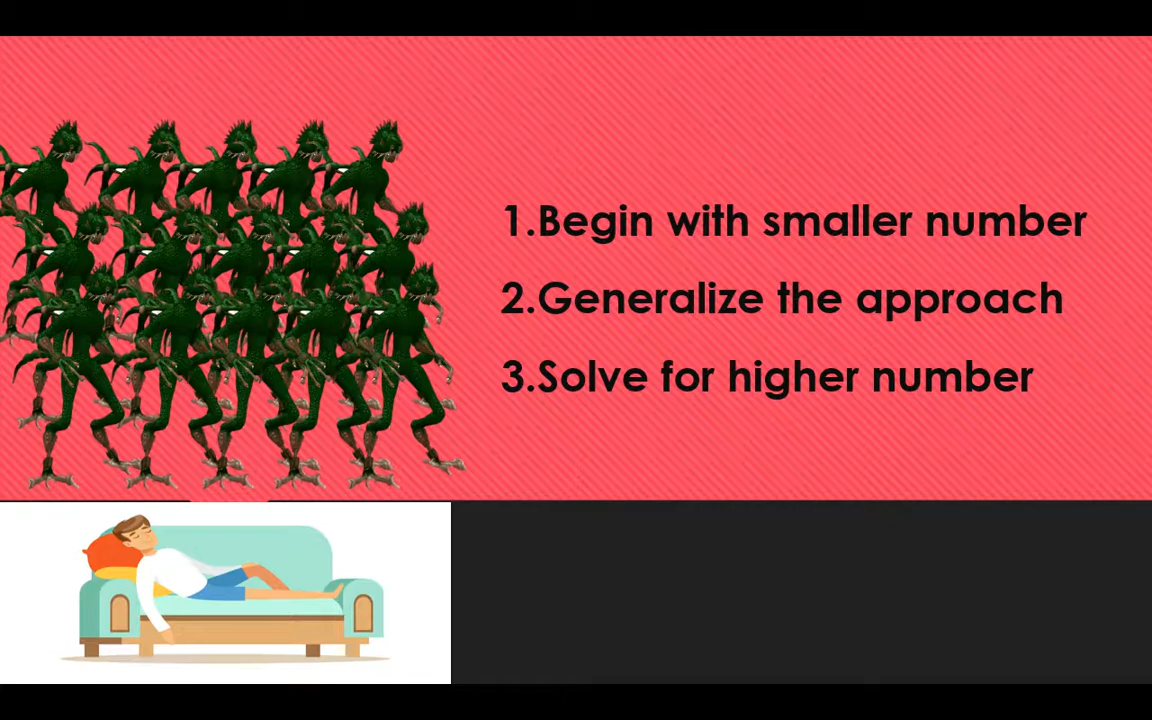 1.Begin with smaller number
2.Generalize the approach
3.Solve for higher number